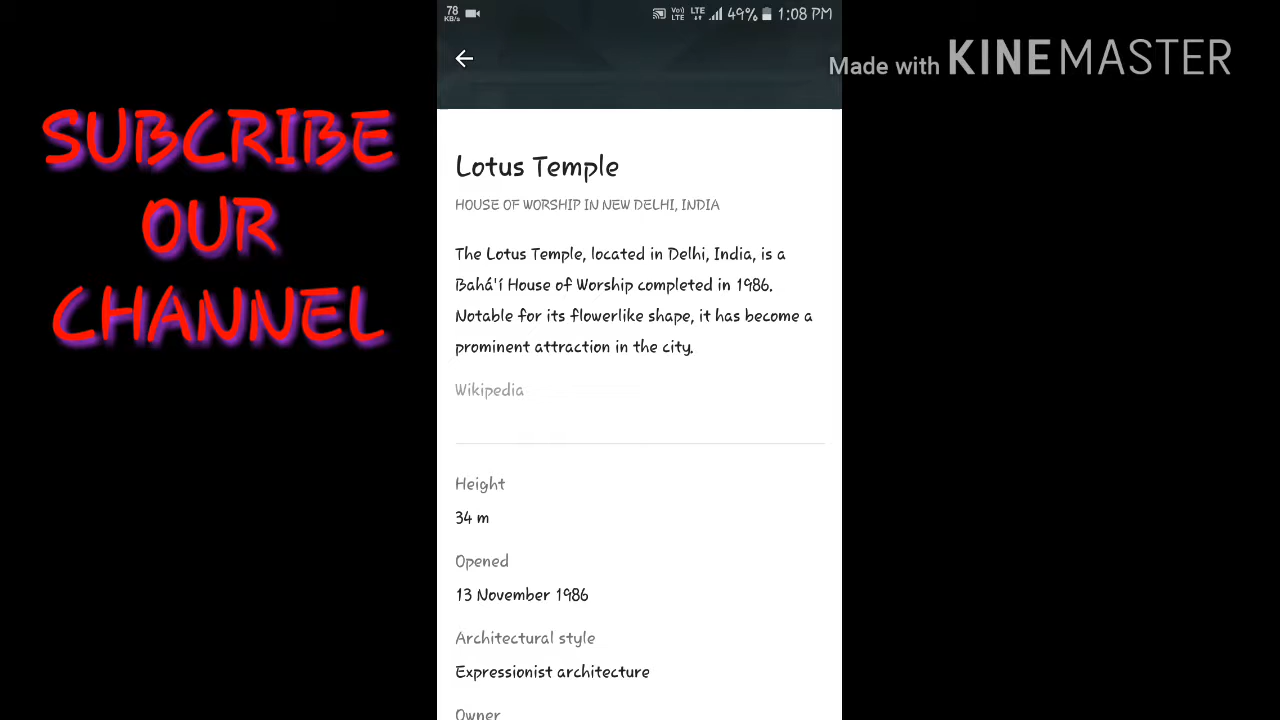 78
KB/s
Vo)
LTE
LTE
49%
1:08 PM
Made with KINEMASTER
SUBCRIBE
OUR
CHANNEL
Lotus Temple
HOUSE OF WORSHIP IN NEW DELHI, INDIA
The Lotus Temple, located in Delhi, India, is a
Bahá'í House of Worship completed in 1986.
Notable for its flowerlike shape, it has become a
prominent attraction in the city.
Wikipedia
Height
34 m
Opened
13 November 1986
Architectural style
Expressionist architecture
Owner